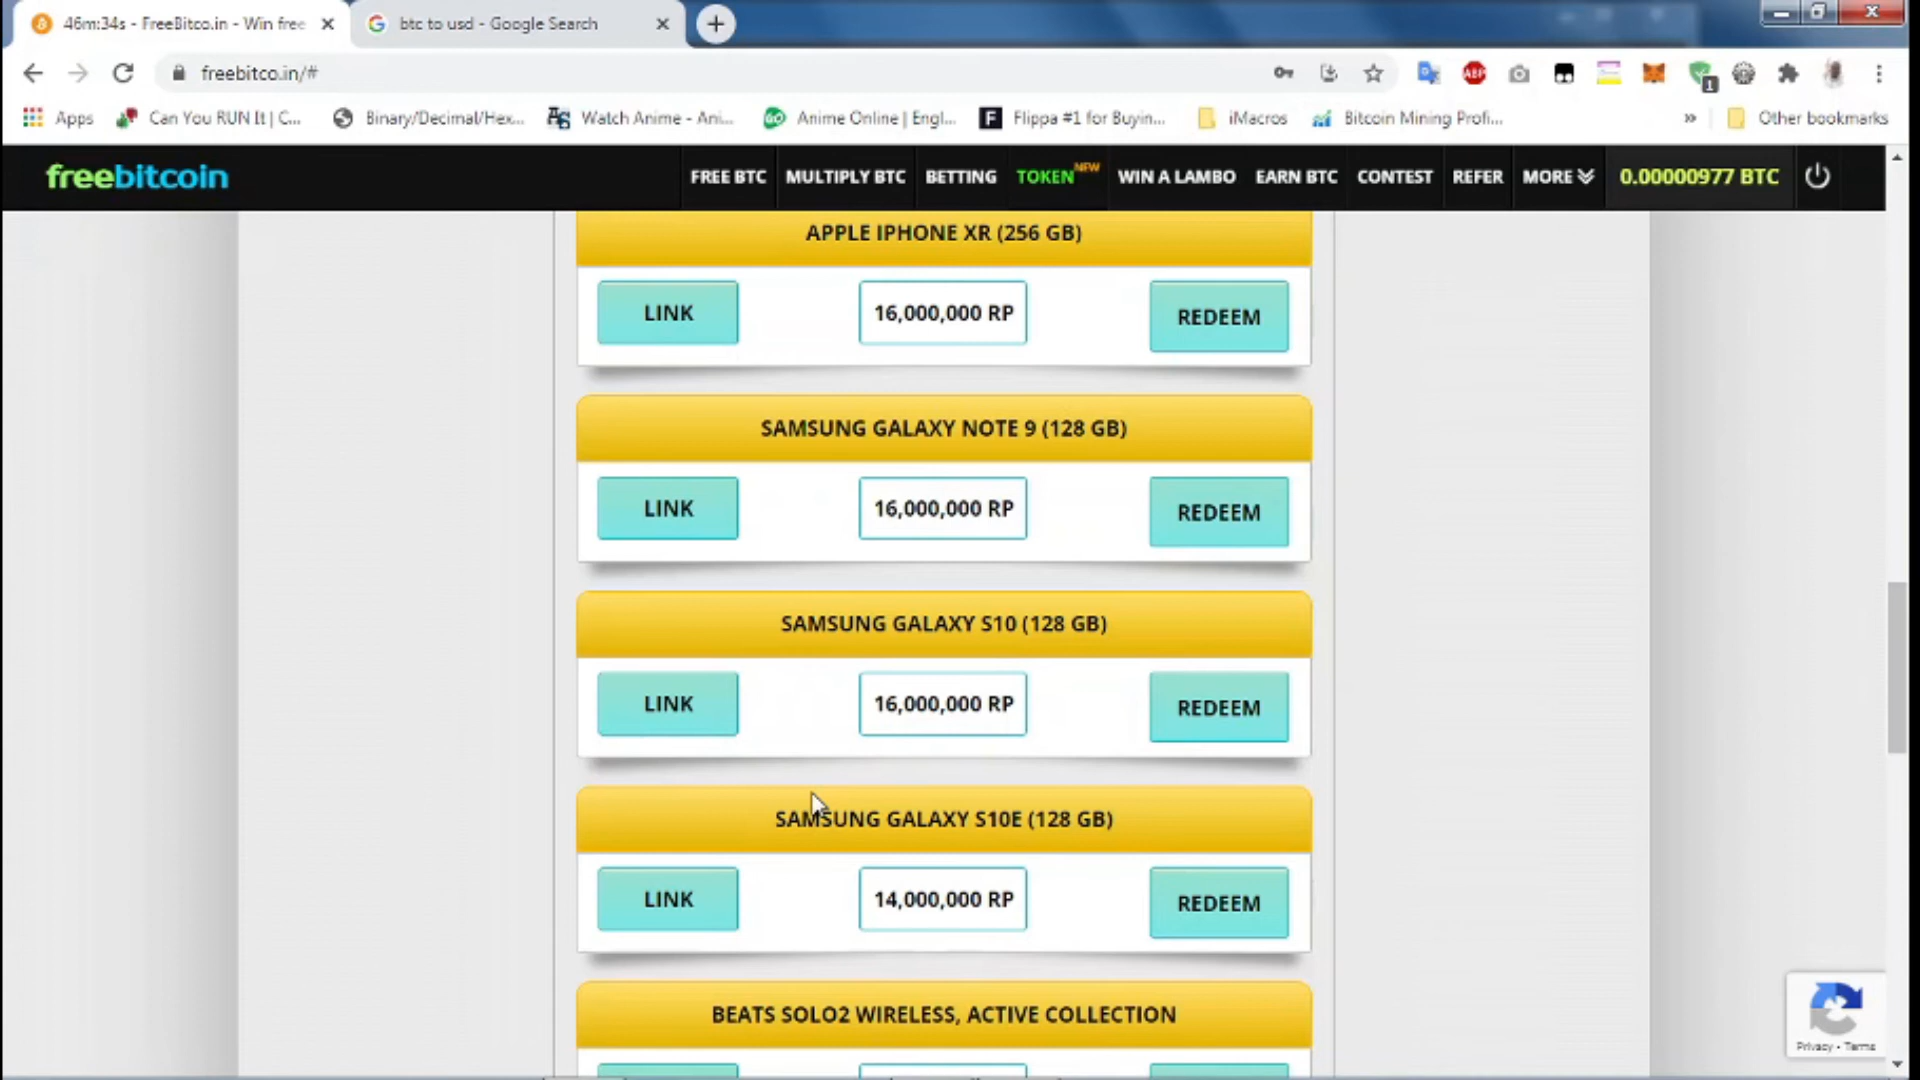 46m:34s - FreeBitco.in - Win free
btc to usd - Google Search
freebitco.in/#
ABP
1
Apps
Can You RUN It | C...
Binary/Decimal/Hex...
Watch Anime - Ani...
Anime Online | Engl...
Flippa #1 for Buyin...
iMacros
Bitcoin Mining Profi...
»
Other bookmarks
freebitcoin
FREE BTC
MULTIPLY BTC
BETTING
TOKEN NEW
WIN A LAMBO
EARN BTC
CONTEST
REFER
MORE
0.00000977 BTC
APPLE IPHONE XR (256 GB)
LINK
16,000,000 RP
REDEEM
SAMSUNG GALAXY NOTE 9 (128 GB)
LINK
16,000,000 RP
REDEEM
SAMSUNG GALAXY S10 (128 GB)
LINK
16,000,000 RP
REDEEM
SAMSUNG GALAXY S10E (128 GB)
LINK
14,000,000 RP
REDEEM
BEATS SOLO2 WIRELESS, ACTIVE COLLECTION
Privacy - Terms